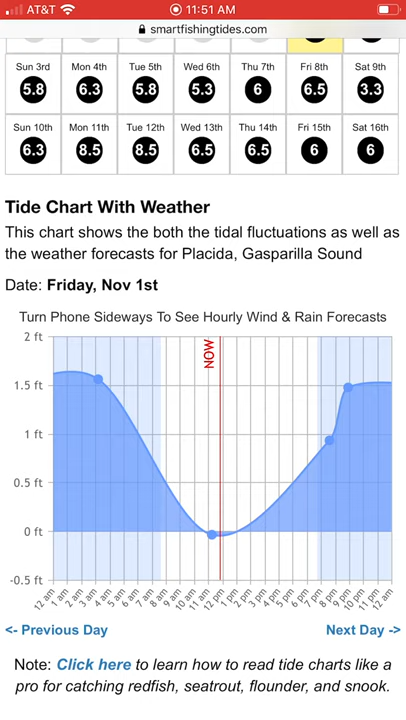 AT&T 11:51 AM
smartfishingtides.com
Sun 3rd Mon 4th Tue 5th Wed 6th Thu 7th Fri 8th Sat 9th
5.8 6.3 5.8 5.3 6 6.5 3.3
Sun 10th Mon 11th Tue 12th Wed 13th Thu 14th Fri 15th Sat 16th
6.3 8.5 8.5 6.5 6.5 6 6
Tide Chart With Weather
This chart shows the both the tidal fluctuations as well as
the weather forecasts for Placida, Gasparilla Sound
Date: Friday, Nov 1st
Turn Phone Sideways To See Hourly Wind & Rain Forecasts
2 ft
NOW
1.5 ft
1 ft
0.5 ft
0 ft
-0.5 ft
12 am 1 am 2 am 3 am 4 am 5 am 6 am 7 am 8 am 9 am 10 am 11 am 12 pm 1 pm 2 pm 3 pm 4 pm 5 pm 6 pm 7 pm 8 pm 9 pm 10 pm 11 pm 12 am
<- Previous Day Next Day ->
Note: Click here to learn how to read tide charts like a
pro for catching redfish, seatrout, flounder, and snook.